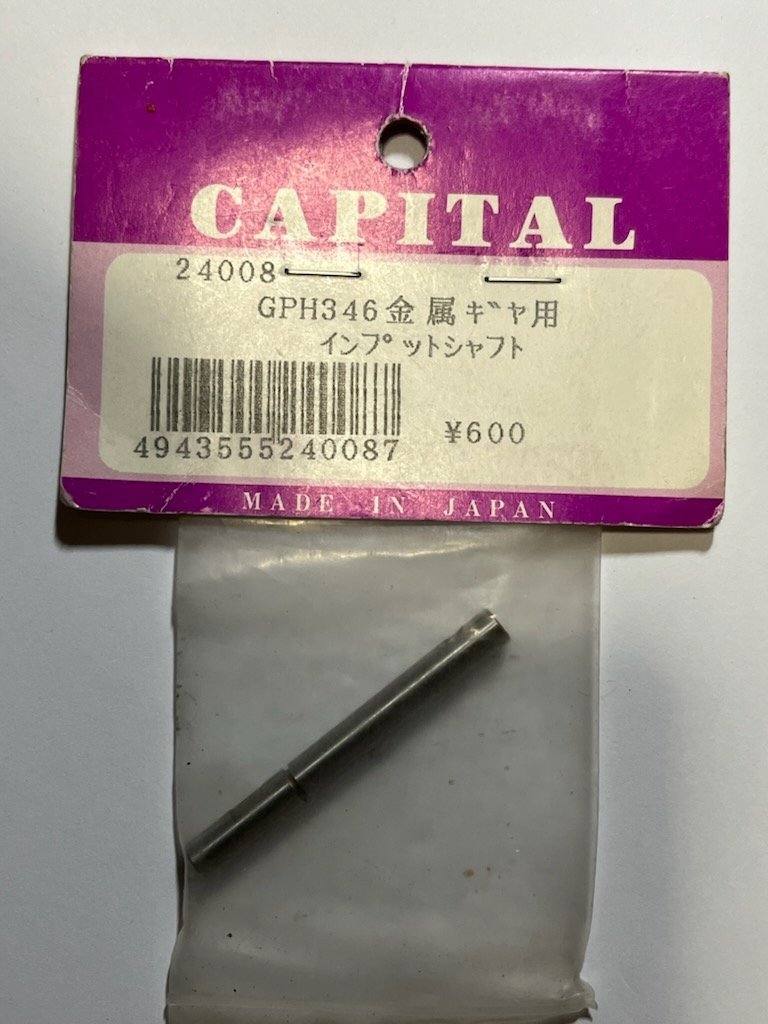 CAPITAL
24008
GPH346金属ギヤ用
インプットシャフト
4943555240087
¥600
MADE IN JAPAN